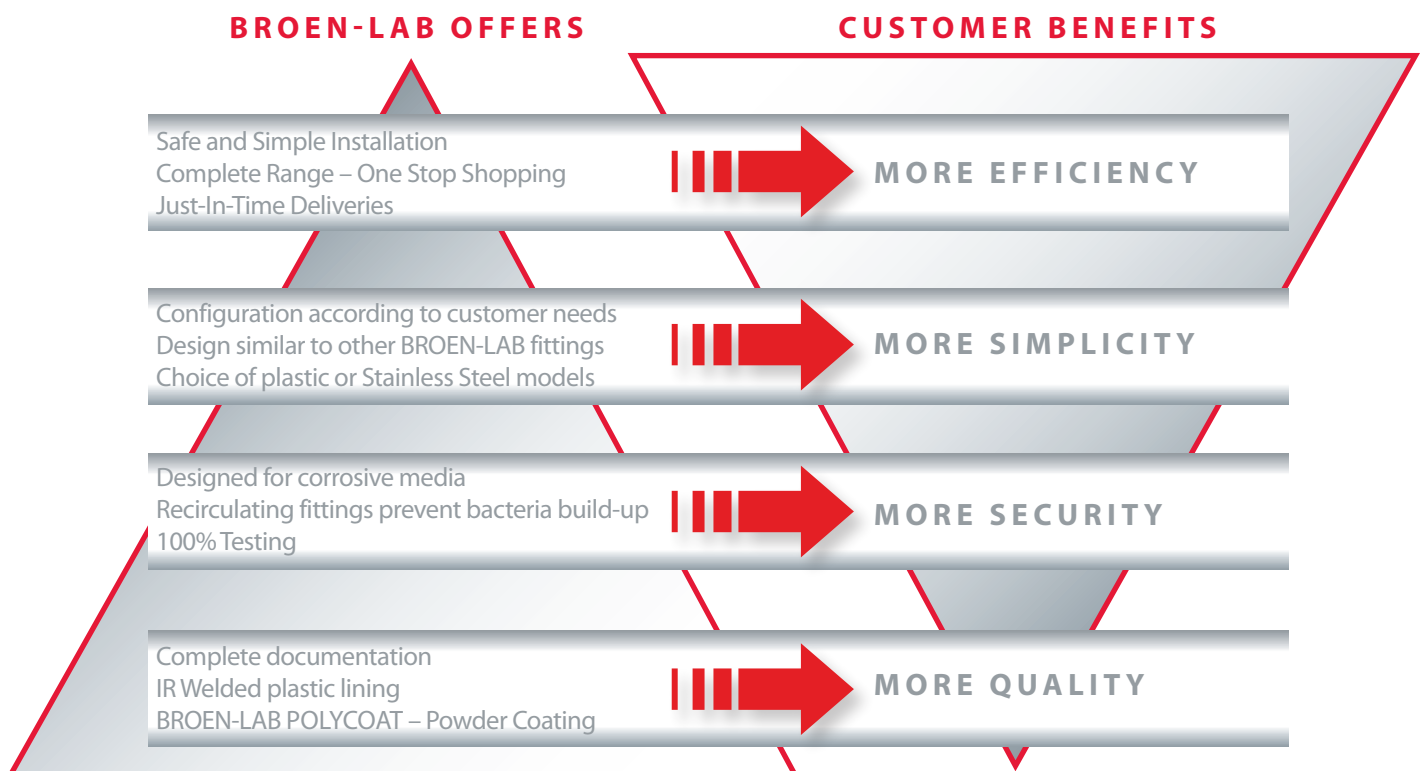 BROEN-LAB OFFERS
CUSTOMER BENEFITS
Safe and Simple Installation
Complete Range – One Stop Shopping
Just-In-Time Deliveries
MORE EFFICIENCY
Configuration according to customer needs
Design similar to other BROEN-LAB fittings
Choice of plastic or Stainless Steel models
MORE SIMPLICITY
Designed for corrosive media
Recirculating fittings prevent bacteria build-up
100% Testing
MORE SECURITY
Complete documentation
IR Welded plastic lining
BROEN-LAB POLYCOAT – Powder Coating
MORE QUALITY